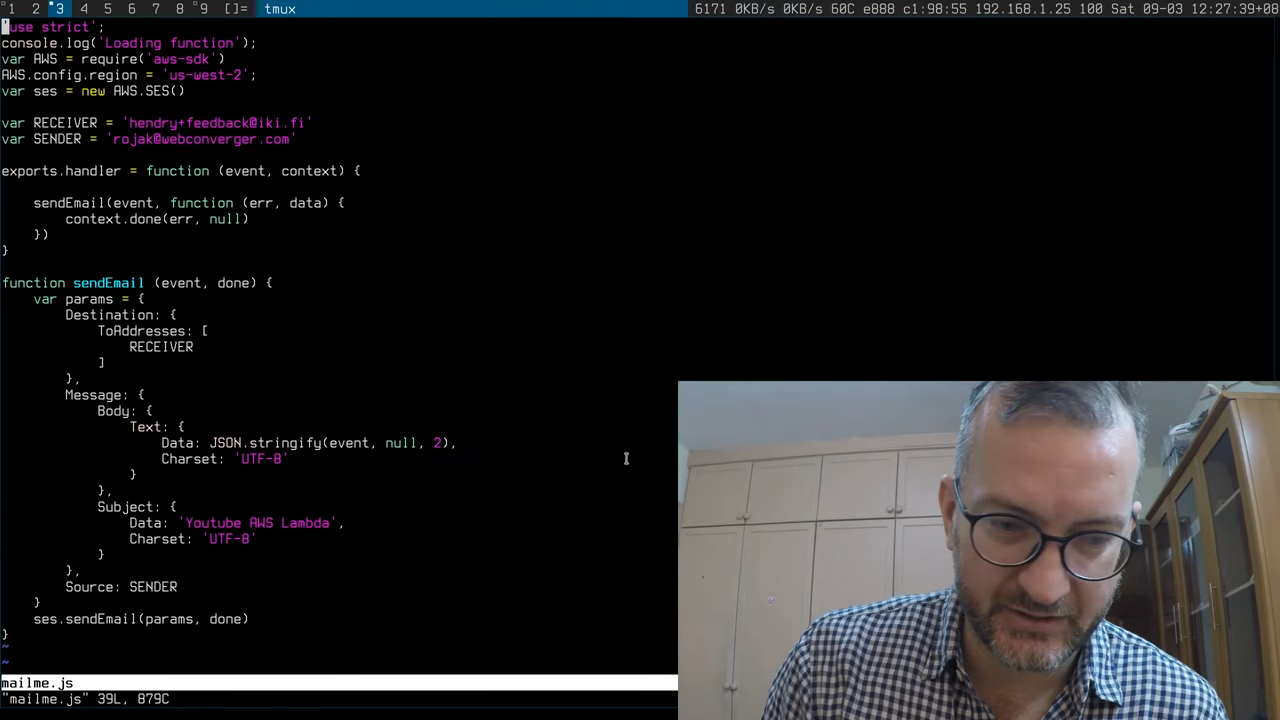 1 2 3 4 5 6 7 8 9 []= tmux 6171 0KB/s 0KB/s 60C e888 c1:98:55 192.168.1.25 100 Sat 09-03 12:27:39+08
'use strict';
console.log('Loading function');
var AWS = require('aws-sdk')
AWS.config.region = 'us-west-2';
var ses = new AWS.SES()
var RECEIVER = 'hendry+feedback@iki.fi'
var SENDER = 'rojak@webconverger.com'
exports.handler = function (event, context) {
sendEmail(event, function (err, data) {
context.done(err, null)
})
}
function sendEmail (event, done) {
var params = {
Destination: {
ToAddresses: [
RECEIVER
]
},
Message: {
Body: {
Text: {
Data: JSON.stringify(event, null, 2),
Charset: 'UTF-8'
}
},
Subject: {
Data: 'Youtube AWS Lambda',
Charset: 'UTF-8'
}
},
Source: SENDER
}
ses.sendEmail(params, done)
}
~
~
mailme.js
"mailme.js" 39L, 879C